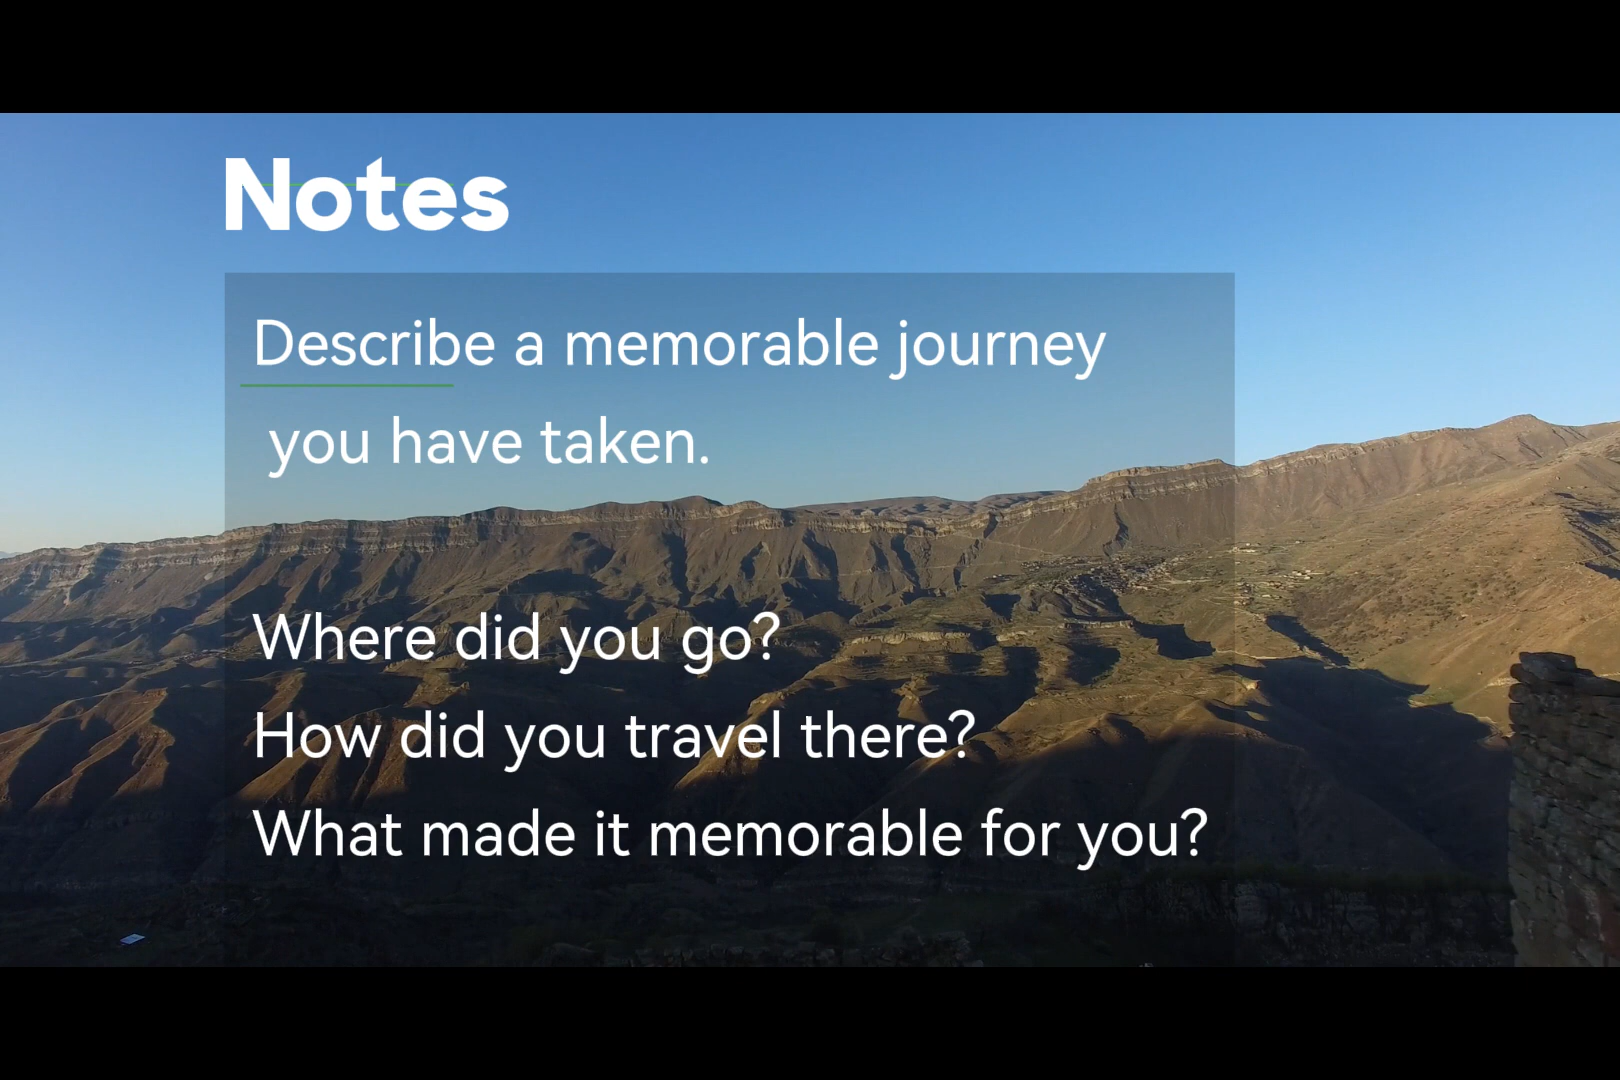 Notes
Describe a memorable journey
you have taken.
Where did you go?
How did you travel there?
What made it memorable for you?